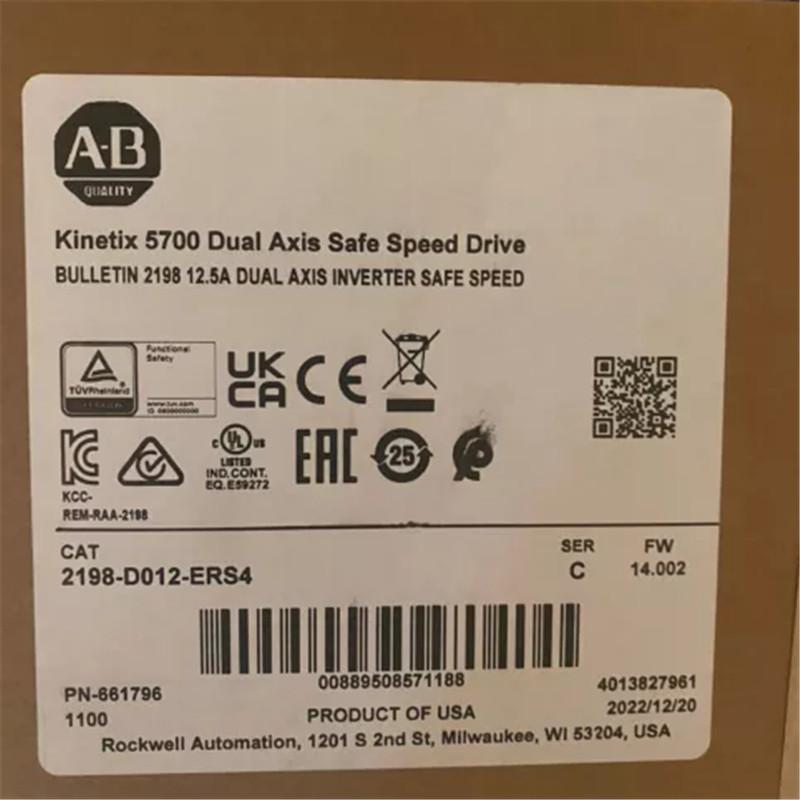 A-B
QUALITY
Kinetix 5700 Dual Axis Safe Speed Drive
BULLETIN 2198 12.5A DUAL AXIS INVERTER SAFE SPEED
TÜVRheinland
Functional
Safety
www.tuv.com
UK
CA
CE
C UL US
LISTED
IND.CONT.
EQ.E59272
EAC
25
KCC-
REM-RAA-2198
CAT
2198-D012-ERS4
SER
C
FW
14.002
00889508571188
PN-661796
1100
4013827961
2022/12/20
PRODUCT OF USA
Rockwell Automation, 1201 S 2nd St, Milwaukee, WI 53204, USA